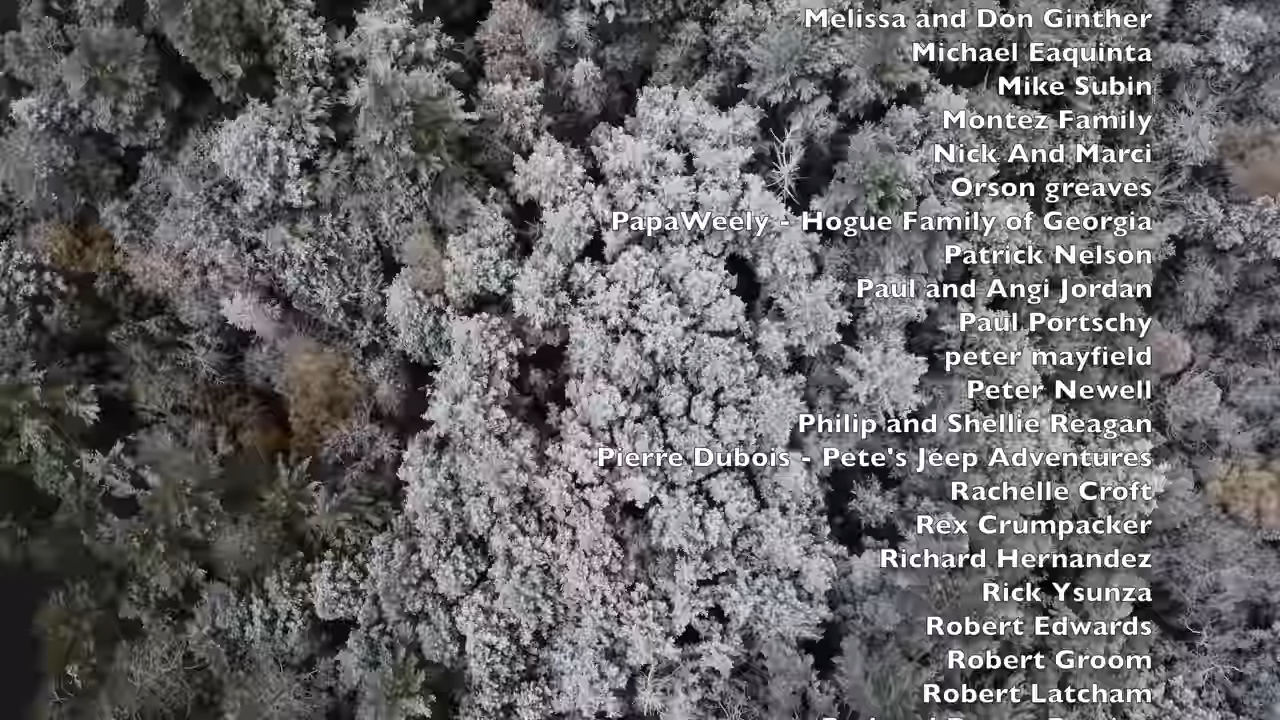 Melissa and Don Ginther
Michael Eaquinta
Mike Subin
Montez Family
Nick And Marci
Orson greaves
PapaWeely - Hogue Family of Georgia
Patrick Nelson
Paul and Angi Jordan
Paul Portschy
peter mayfield
Peter Newell
Philip and Shellie Reagan
Pierre Dubois - Pete's Jeep Adventures
Rachelle Croft
Rex Crumpacker
Richard Hernandez
Rick Ysunza
Robert Edwards
Robert Groom
Robert Latcham